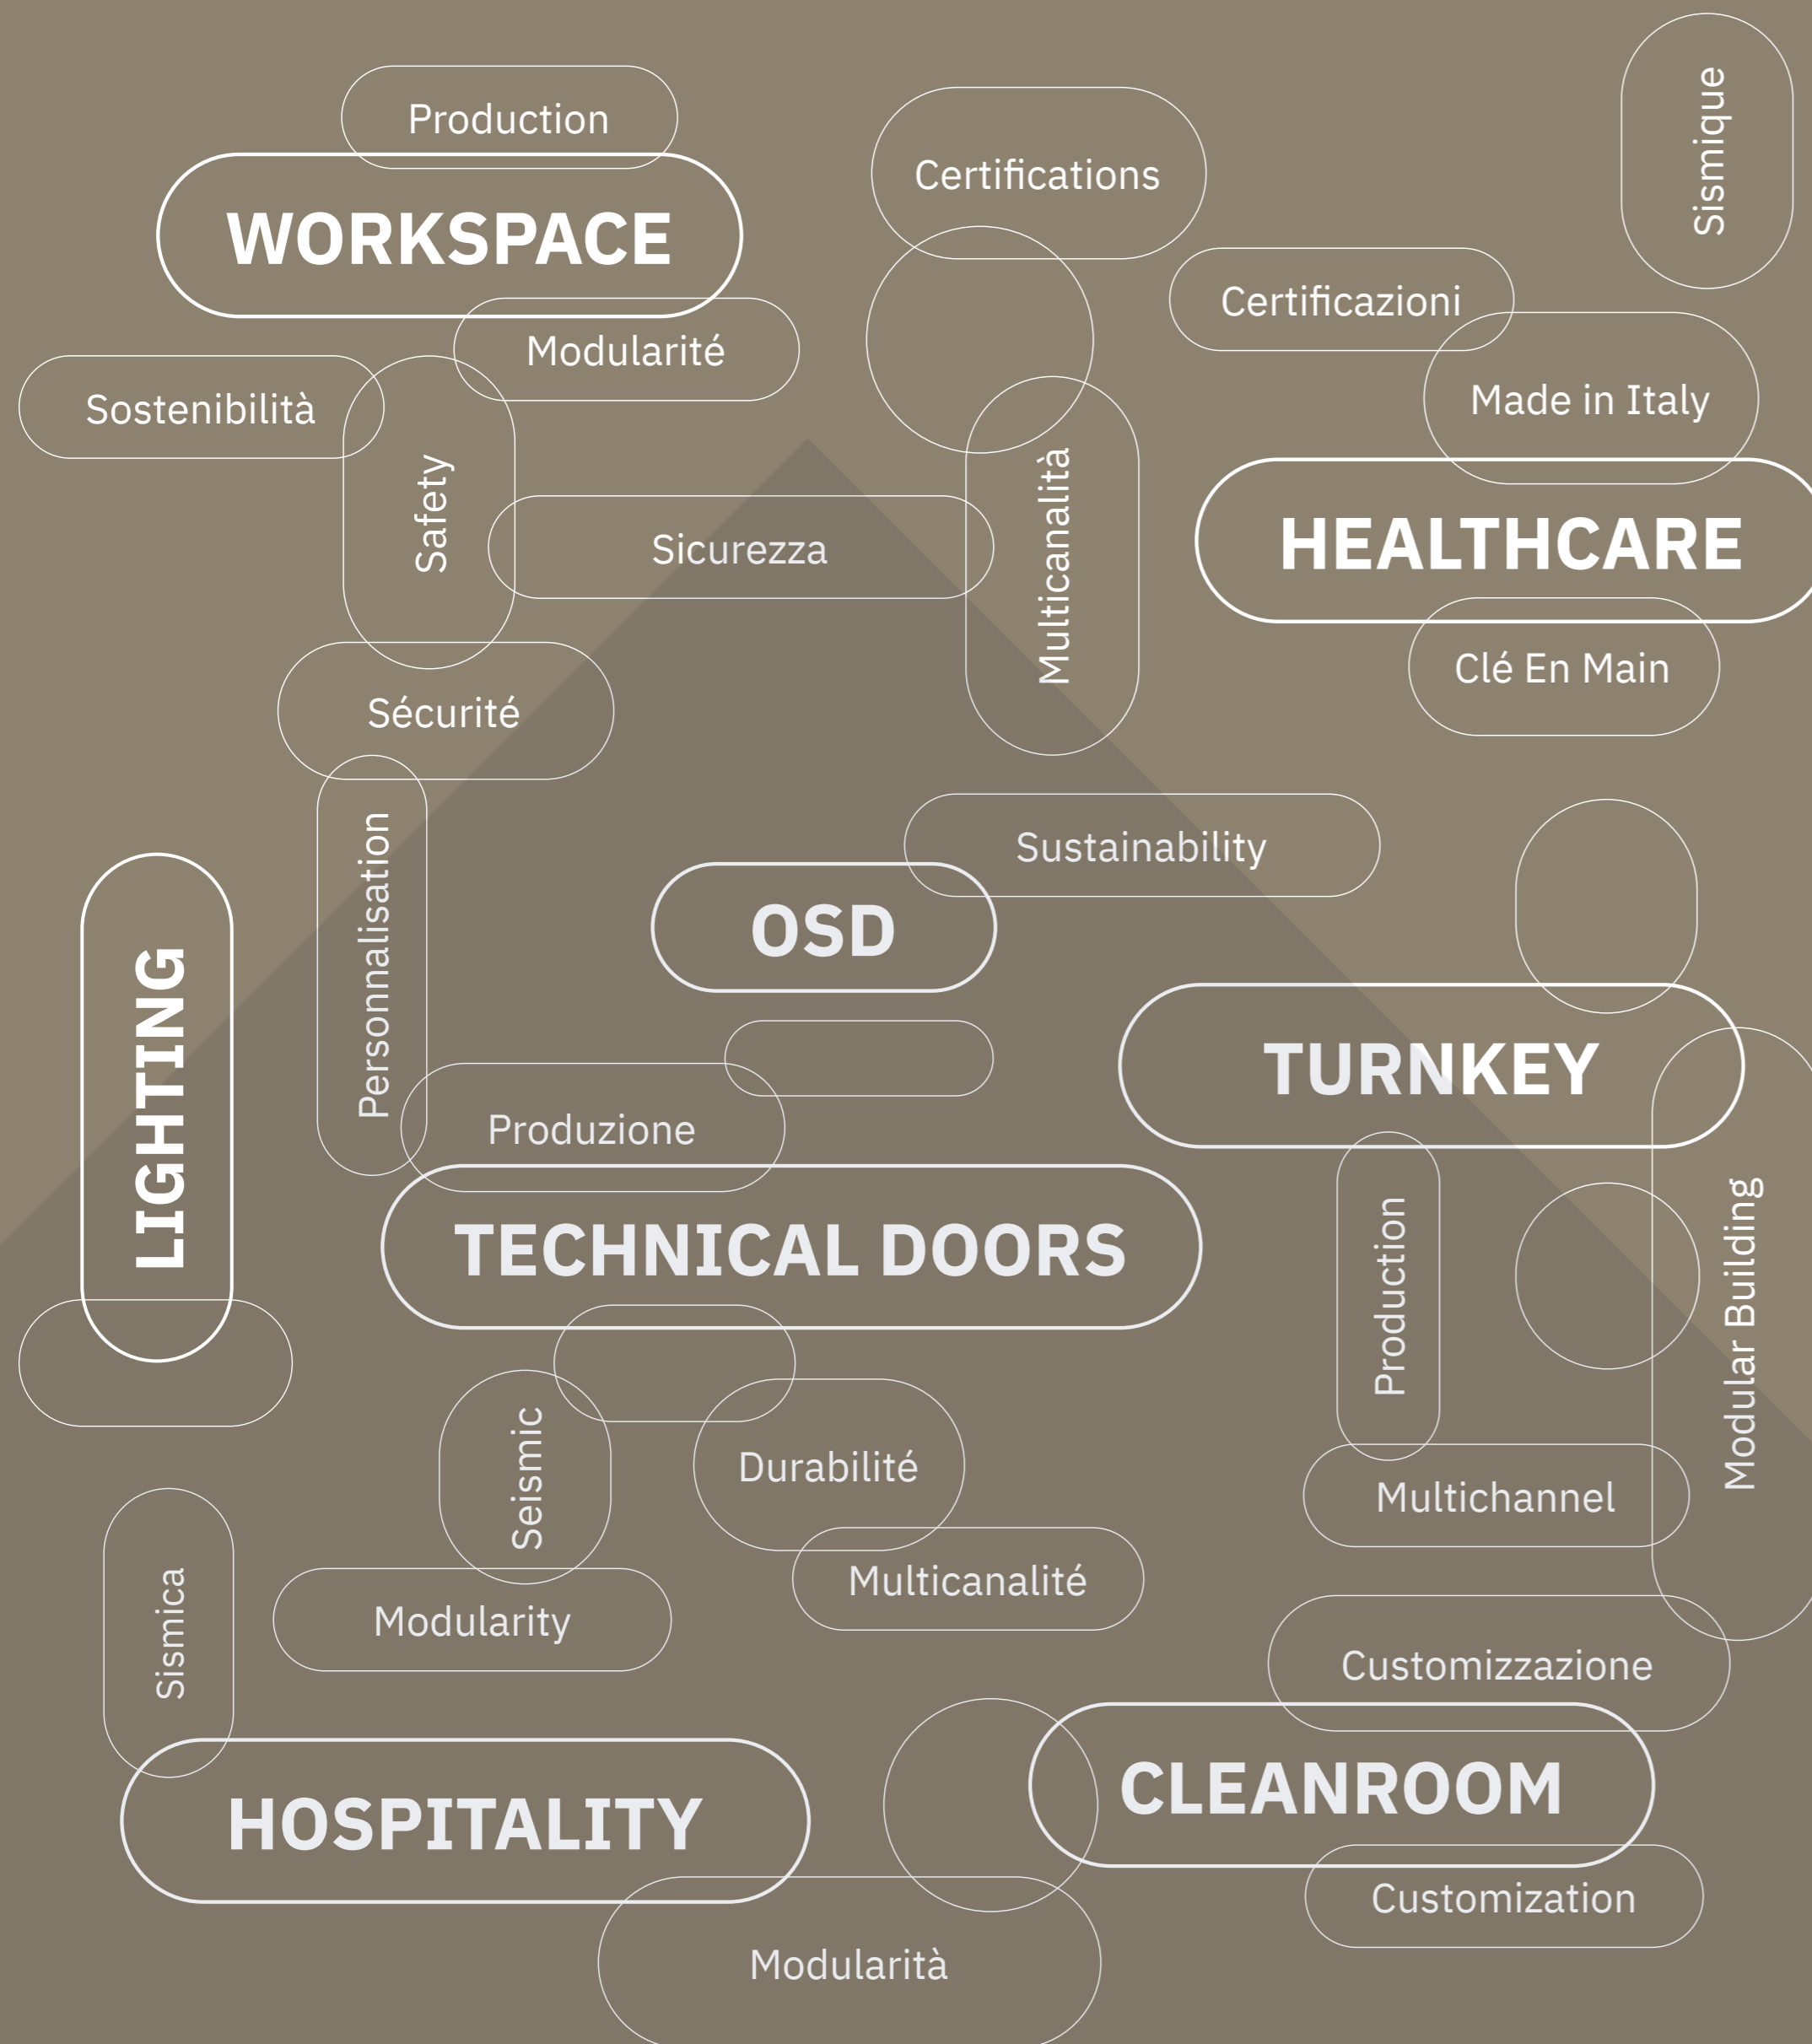 Production
Sismique
Certifications
WORKSPACE
Certificazioni
Modularité
Sostenibilità
Made in Italy
Safety
Sicurezza
Multicanalità
HEALTHCARE
Clé En Main
Sécurité
Personnalisation
Sustainability
OSD
LIGHTING
TURNKEY
Produzione
TECHNICAL DOORS
Production
Modular Building
Seismic
Durabilité
Multichannel
Multicanalité
Sismica
Modularity
Customizzazione
CLEANROOM
HOSPITALITY
Customization
Modularità